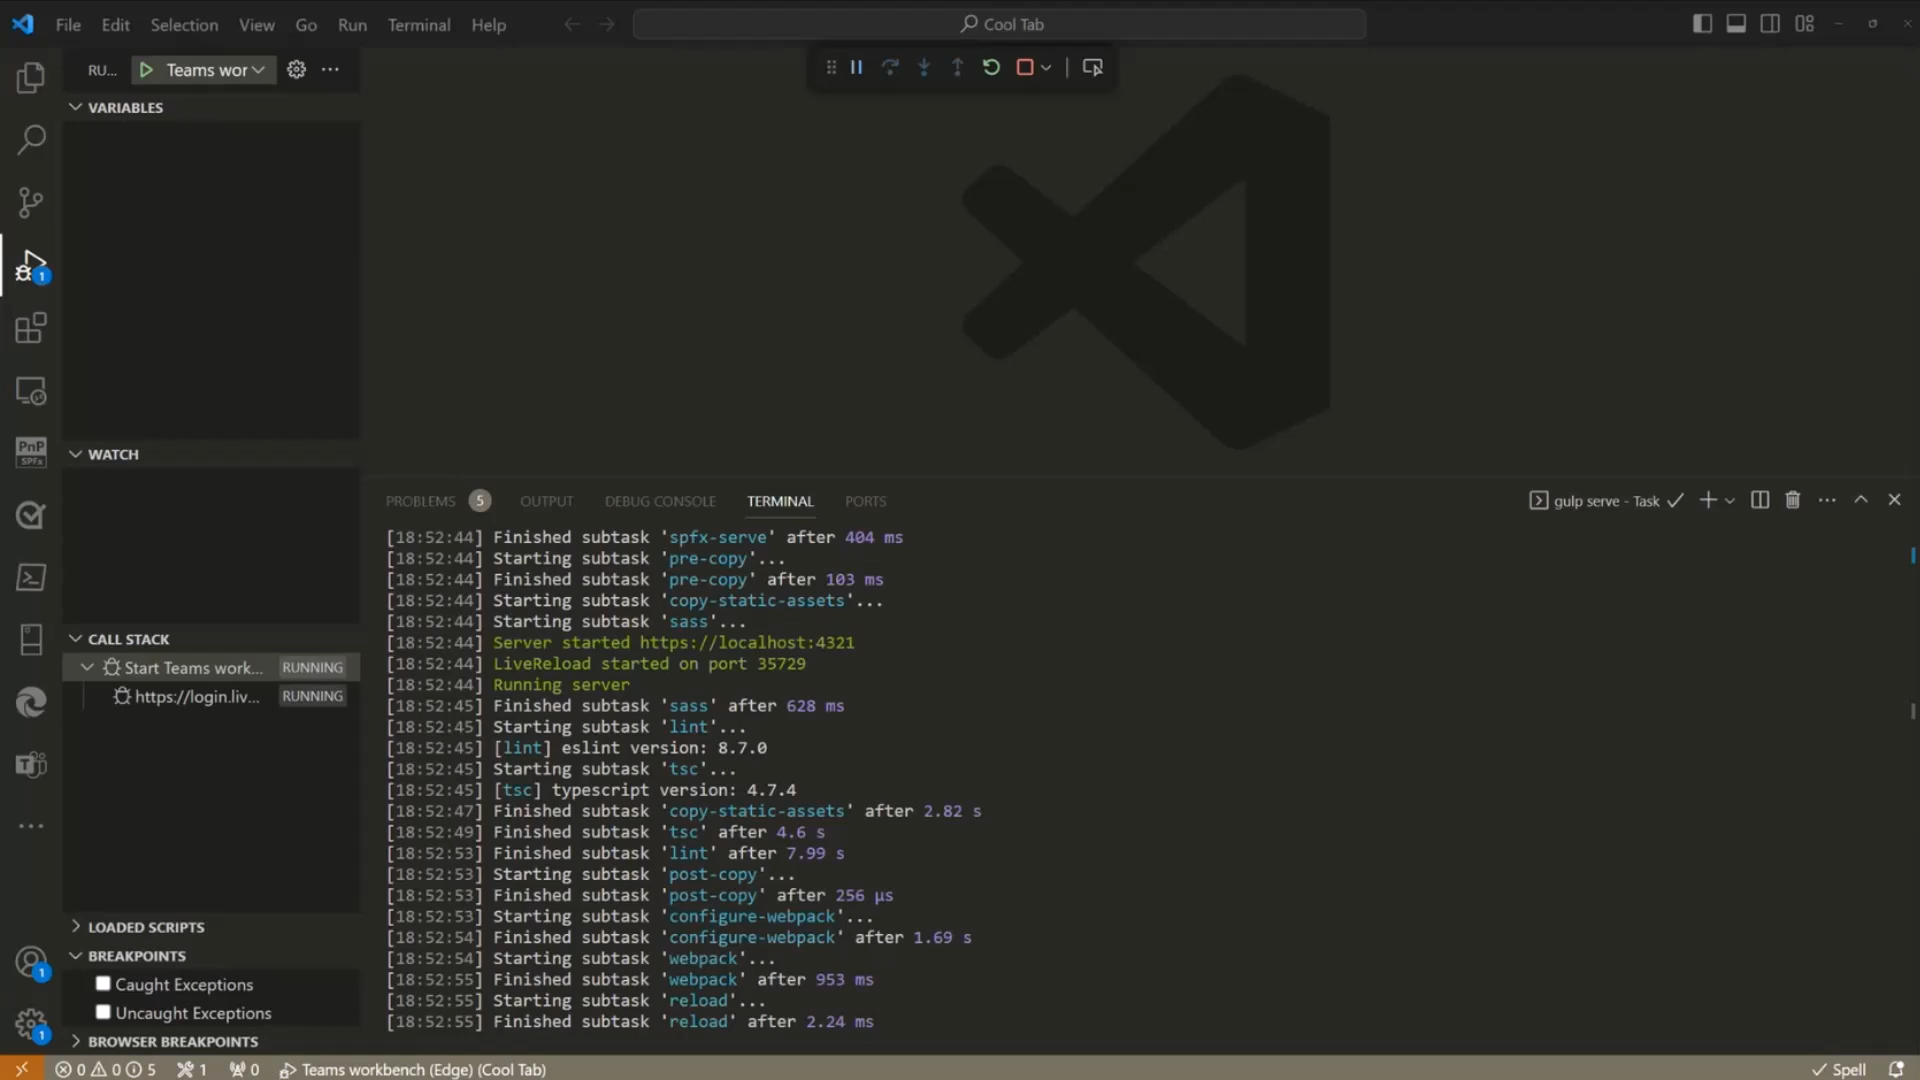 File Edit Selection View Go Run Terminal Help
Cool Tab
RU... Teams wor
VARIABLES
WATCH
CALL STACK
Start Teams work... RUNNING
https://login.liv... RUNNING
LOADED SCRIPTS
BREAKPOINTS
Caught Exceptions
Uncaught Exceptions
BROWSER BREAKPOINTS
1
PnP
SPFx
T
1
1
PROBLEMS 5 OUTPUT DEBUG CONSOLE TERMINAL PORTS
gulp serve - Task
[18:52:44] Finished subtask 'spfx-serve' after 404 ms
[18:52:44] Starting subtask 'pre-copy'...
[18:52:44] Finished subtask 'pre-copy' after 103 ms
[18:52:44] Starting subtask 'copy-static-assets'...
[18:52:44] Starting subtask 'sass'...
[18:52:44] Server started https://localhost:4321
[18:52:44] LiveReload started on port 35729
[18:52:44] Running server
[18:52:45] Finished subtask 'sass' after 628 ms
[18:52:45] Starting subtask 'lint'...
[18:52:45] [lint] eslint version: 8.7.0
[18:52:45] Starting subtask 'tsc'...
[18:52:45] [tsc] typescript version: 4.7.4
[18:52:47] Finished subtask 'copy-static-assets' after 2.82 s
[18:52:49] Finished subtask 'tsc' after 4.6 s
[18:52:53] Finished subtask 'lint' after 7.99 s
[18:52:53] Starting subtask 'post-copy'...
[18:52:53] Finished subtask 'post-copy' after 256 μs
[18:52:53] Starting subtask 'configure-webpack'...
[18:52:54] Finished subtask 'configure-webpack' after 1.69 s
[18:52:54] Starting subtask 'webpack'...
[18:52:55] Finished subtask 'webpack' after 953 ms
[18:52:55] Starting subtask 'reload'...
[18:52:55] Finished subtask 'reload' after 2.24 ms
0 0 5 1 0 Teams workbench (Edge) (Cool Tab) Spell